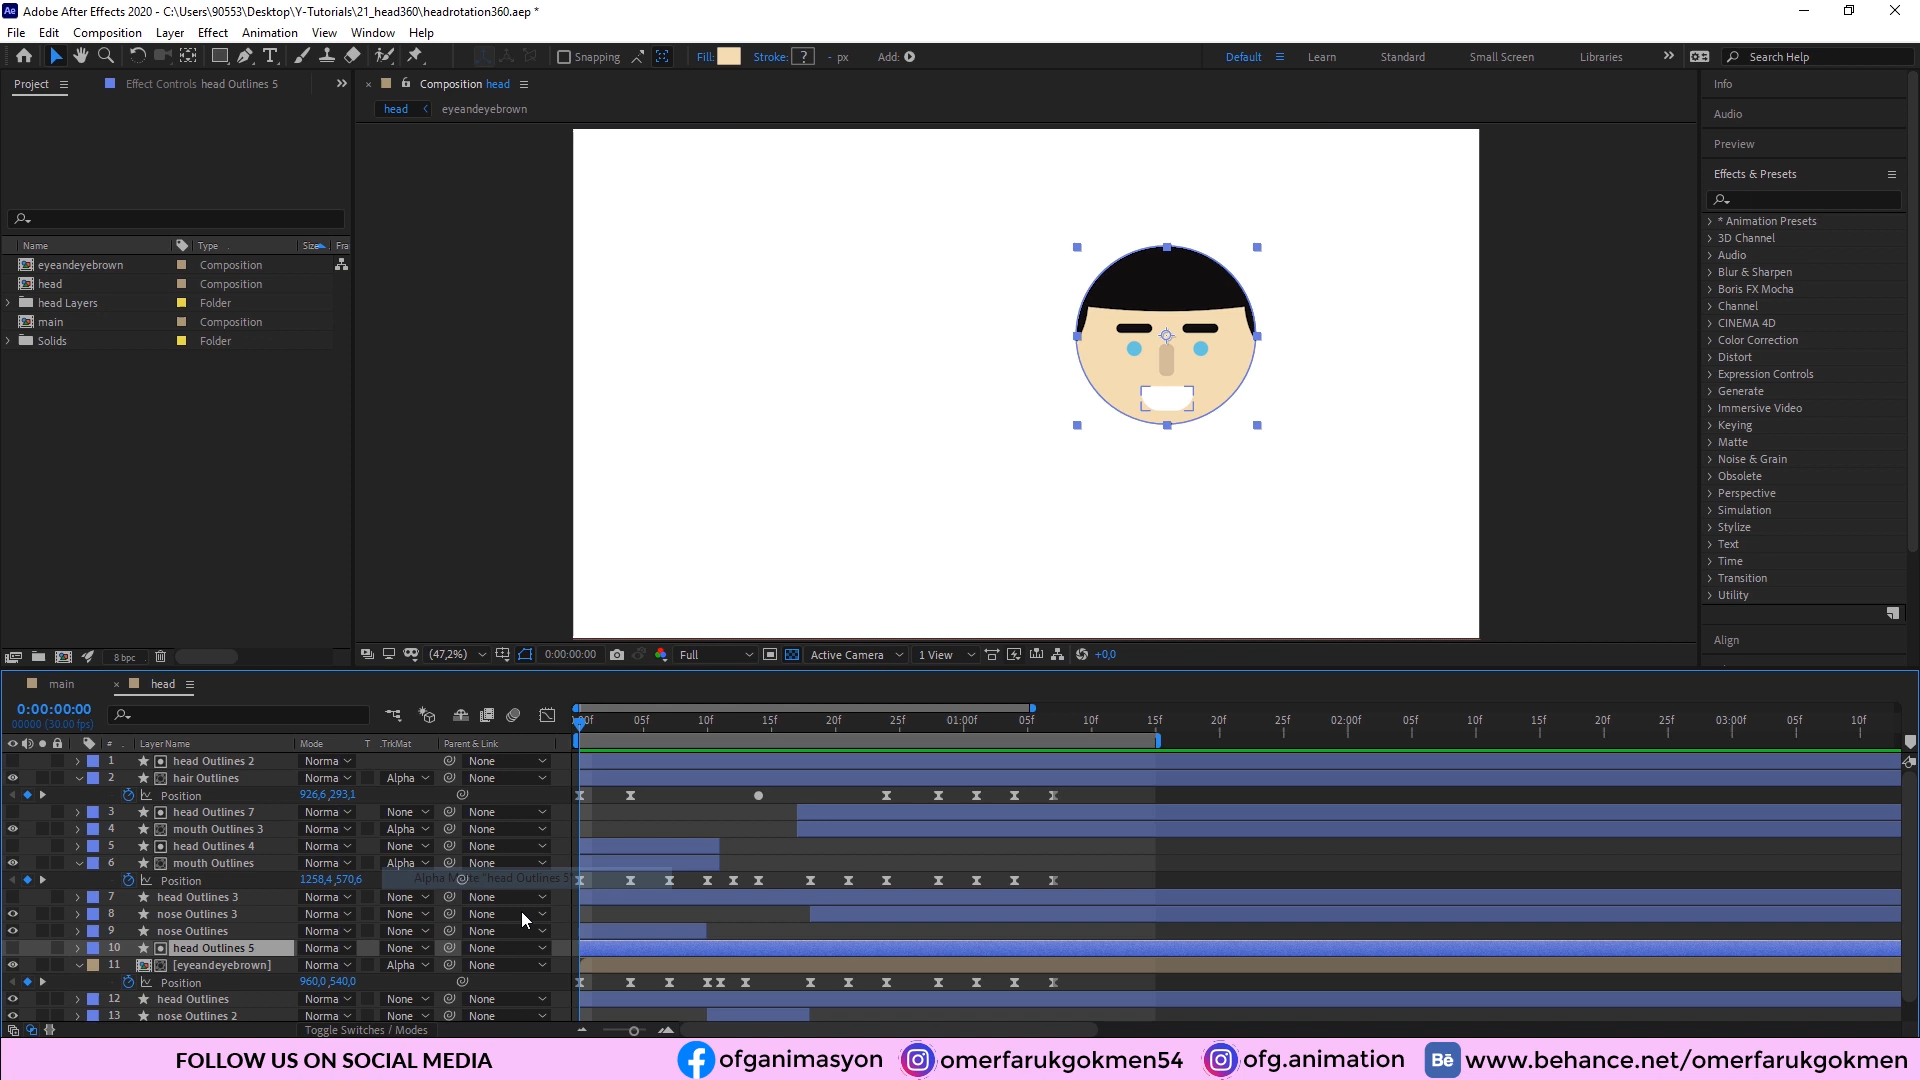 Adobe After Effects 2020 - C:\Users\90553\Desktop\Y-Tutorials\21_head360\headrotation360.aep *
File Edit Composition Layer Effect Animation View Window Help
Snapping Fill: Stroke: ? - px Add: Default Learn Standard Small Screen Libraries Search Help
Project Effect Controls head Outlines 5
Composition head
head eyeandeyebrown
Name Type Size Fra
eyeandeyebrown Composition
head Composition
head Layers Folder
main Composition
Solids Folder
8 bpc
(47,2%) 0:00:00:00 Full Active Camera 1 View +0,0
Info
Audio
Preview
Effects & Presets
* Animation Presets
3D Channel
Audio
Blur & Sharpen
Boris FX Mocha
Channel
CINEMA 4D
Color Correction
Distort
Expression Controls
Generate
Immersive Video
Keying
Matte
Noise & Grain
Obsolete
Perspective
Simulation
Stylize
Text
Time
Transition
Utility
Align
main head
0:00:00:00
00000 (30.00 fps)
:00f 05f 10f 15f 20f 25f 01:00f 05f 10f 15f 20f 25f 02:00f 05f 10f 15f 20f 25f 03:00f 05f 10f
# Layer Name Mode T .TrkMat Parent & Link
1 head Outlines 2 Norma None
2 hair Outlines Norma Alpha None
Position 926,6,293,1
3 head Outlines 7 Norma None None
4 mouth Outlines 3 Norma Alpha None
5 head Outlines 4 Norma None None
6 mouth Outlines Norma Alpha None
Position 1258,4,570,6 Alpha Matte "head Outlines 5"
7 head Outlines 3 Norma None None
8 nose Outlines 3 Norma None None
9 nose Outlines Norma None None
10 head Outlines 5 Norma None None
11 [eyeandeyebrown] Norma Alpha None
Position 960,0,540,0
12 head Outlines Norma None None
13 nose Outlines 2 Norma None None
Toggle Switches / Modes
FOLLOW US ON SOCIAL MEDIA ofganimasyon omerfarukgokmen54 ofg.animation Bē www.behance.net/omerfarukgokmen